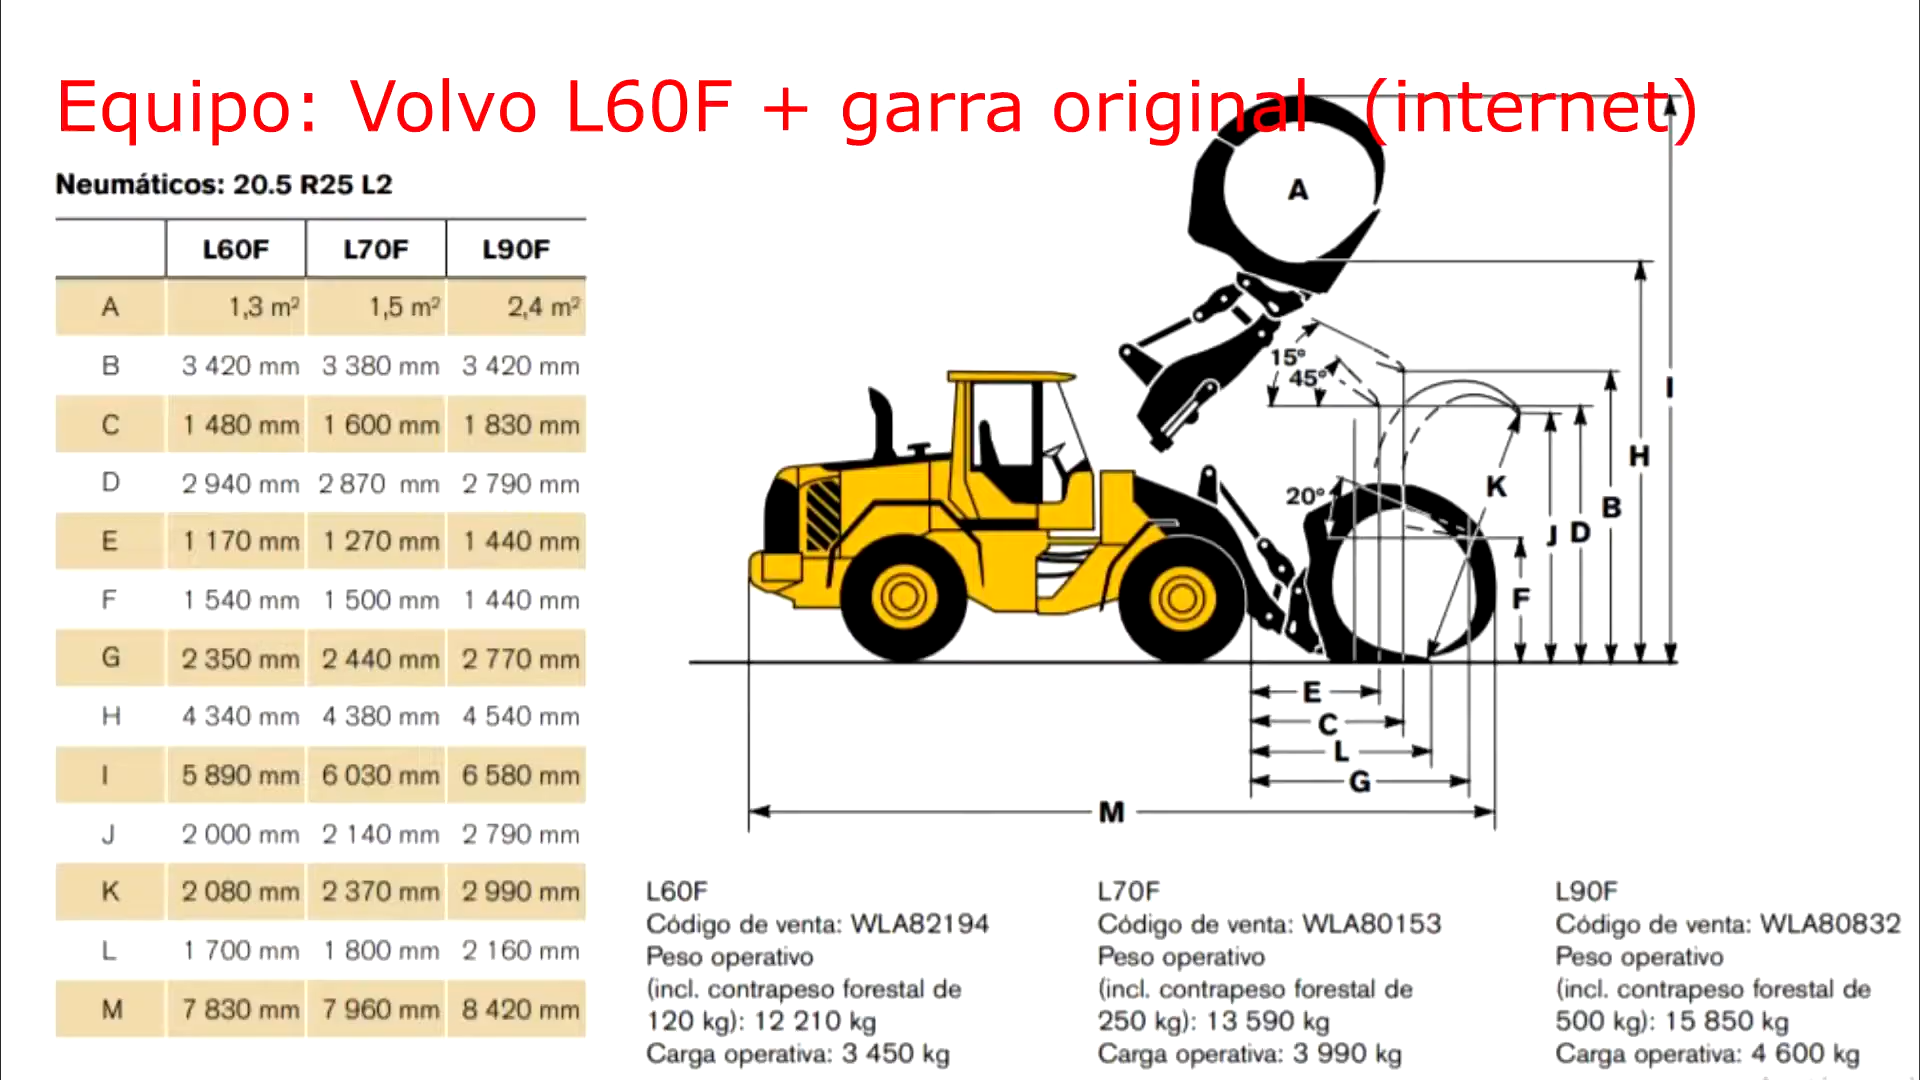 Equipo: Volvo L60F + garra original (internet)
Neumáticos: 20.5 R25 L2
L60F L70F L90F
A 1,3 m² 1,5 m² 2,4 m²
B 3 420 mm 3 380 mm 3 420 mm
C 1 480 mm 1 600 mm 1 830 mm
D 2 940 mm 2 870 mm 2 790 mm
E 1 170 mm 1 270 mm 1 440 mm
F 1 540 mm 1 500 mm 1 440 mm
G 2 350 mm 2 440 mm 2 770 mm
H 4 340 mm 4 380 mm 4 540 mm
I 5 890 mm 6 030 mm 6 580 mm
J 2 000 mm 2 140 mm 2 790 mm
K 2 080 mm 2 370 mm 2 990 mm
L 1 700 mm 1 800 mm 2 160 mm
M 7 830 mm 7 960 mm 8 420 mm
A
15°
45°
I
H
K
20°
B
J D
F
E
C
L
G
M
L60F
Código de venta: WLA82194
Peso operativo
(incl. contrapeso forestal de
120 kg): 12 210 kg
Carga operativa: 3 450 kg
L70F
Código de venta: WLA80153
Peso operativo
(incl. contrapeso forestal de
250 kg): 13 590 kg
Carga operativa: 3 990 kg
L90F
Código de venta: WLA80832
Peso operativo
(incl. contrapeso forestal de
500 kg): 15 850 kg
Carga operativa: 4 600 kg